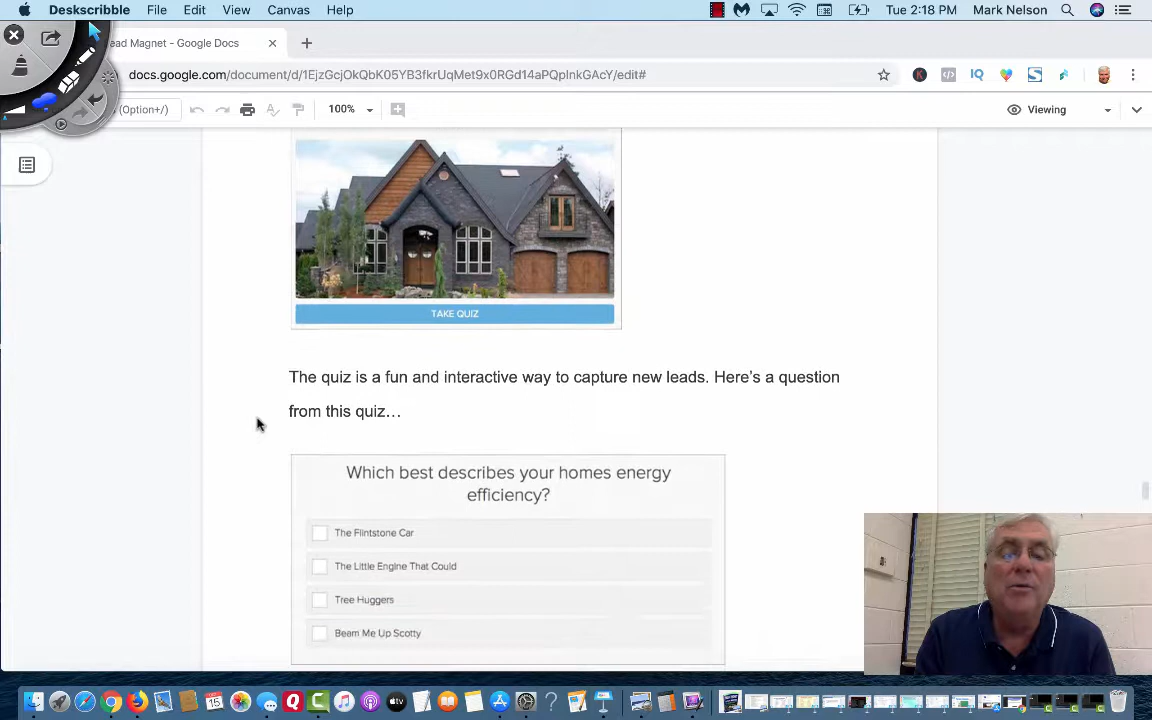 Deskscribble File Edit View Canvas Help Tue 2:18 PM Mark Nelson
ead Magnet - Google Docs
docs.google.com/document/d/1EjzGcjOkQbK05YB3fkrUqMet9x0RGd14aPQpInkGAcY/edit#
(Option+/) 100% Viewing
TAKE QUIZ
The quiz is a fun and interactive way to capture new leads. Here's a question
from this quiz…
Which best describes your homes energy
efficiency?
The Flintstone Car
The Little Engine That Could
Tree Huggers
Beam Me Up Scotty